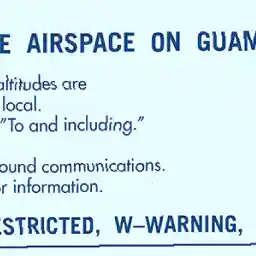 E AIRSPACE ON GUAM
altitudes are
local.
"To and including."
ound communications.
r information.
ESTRICTED, W–WARNING,